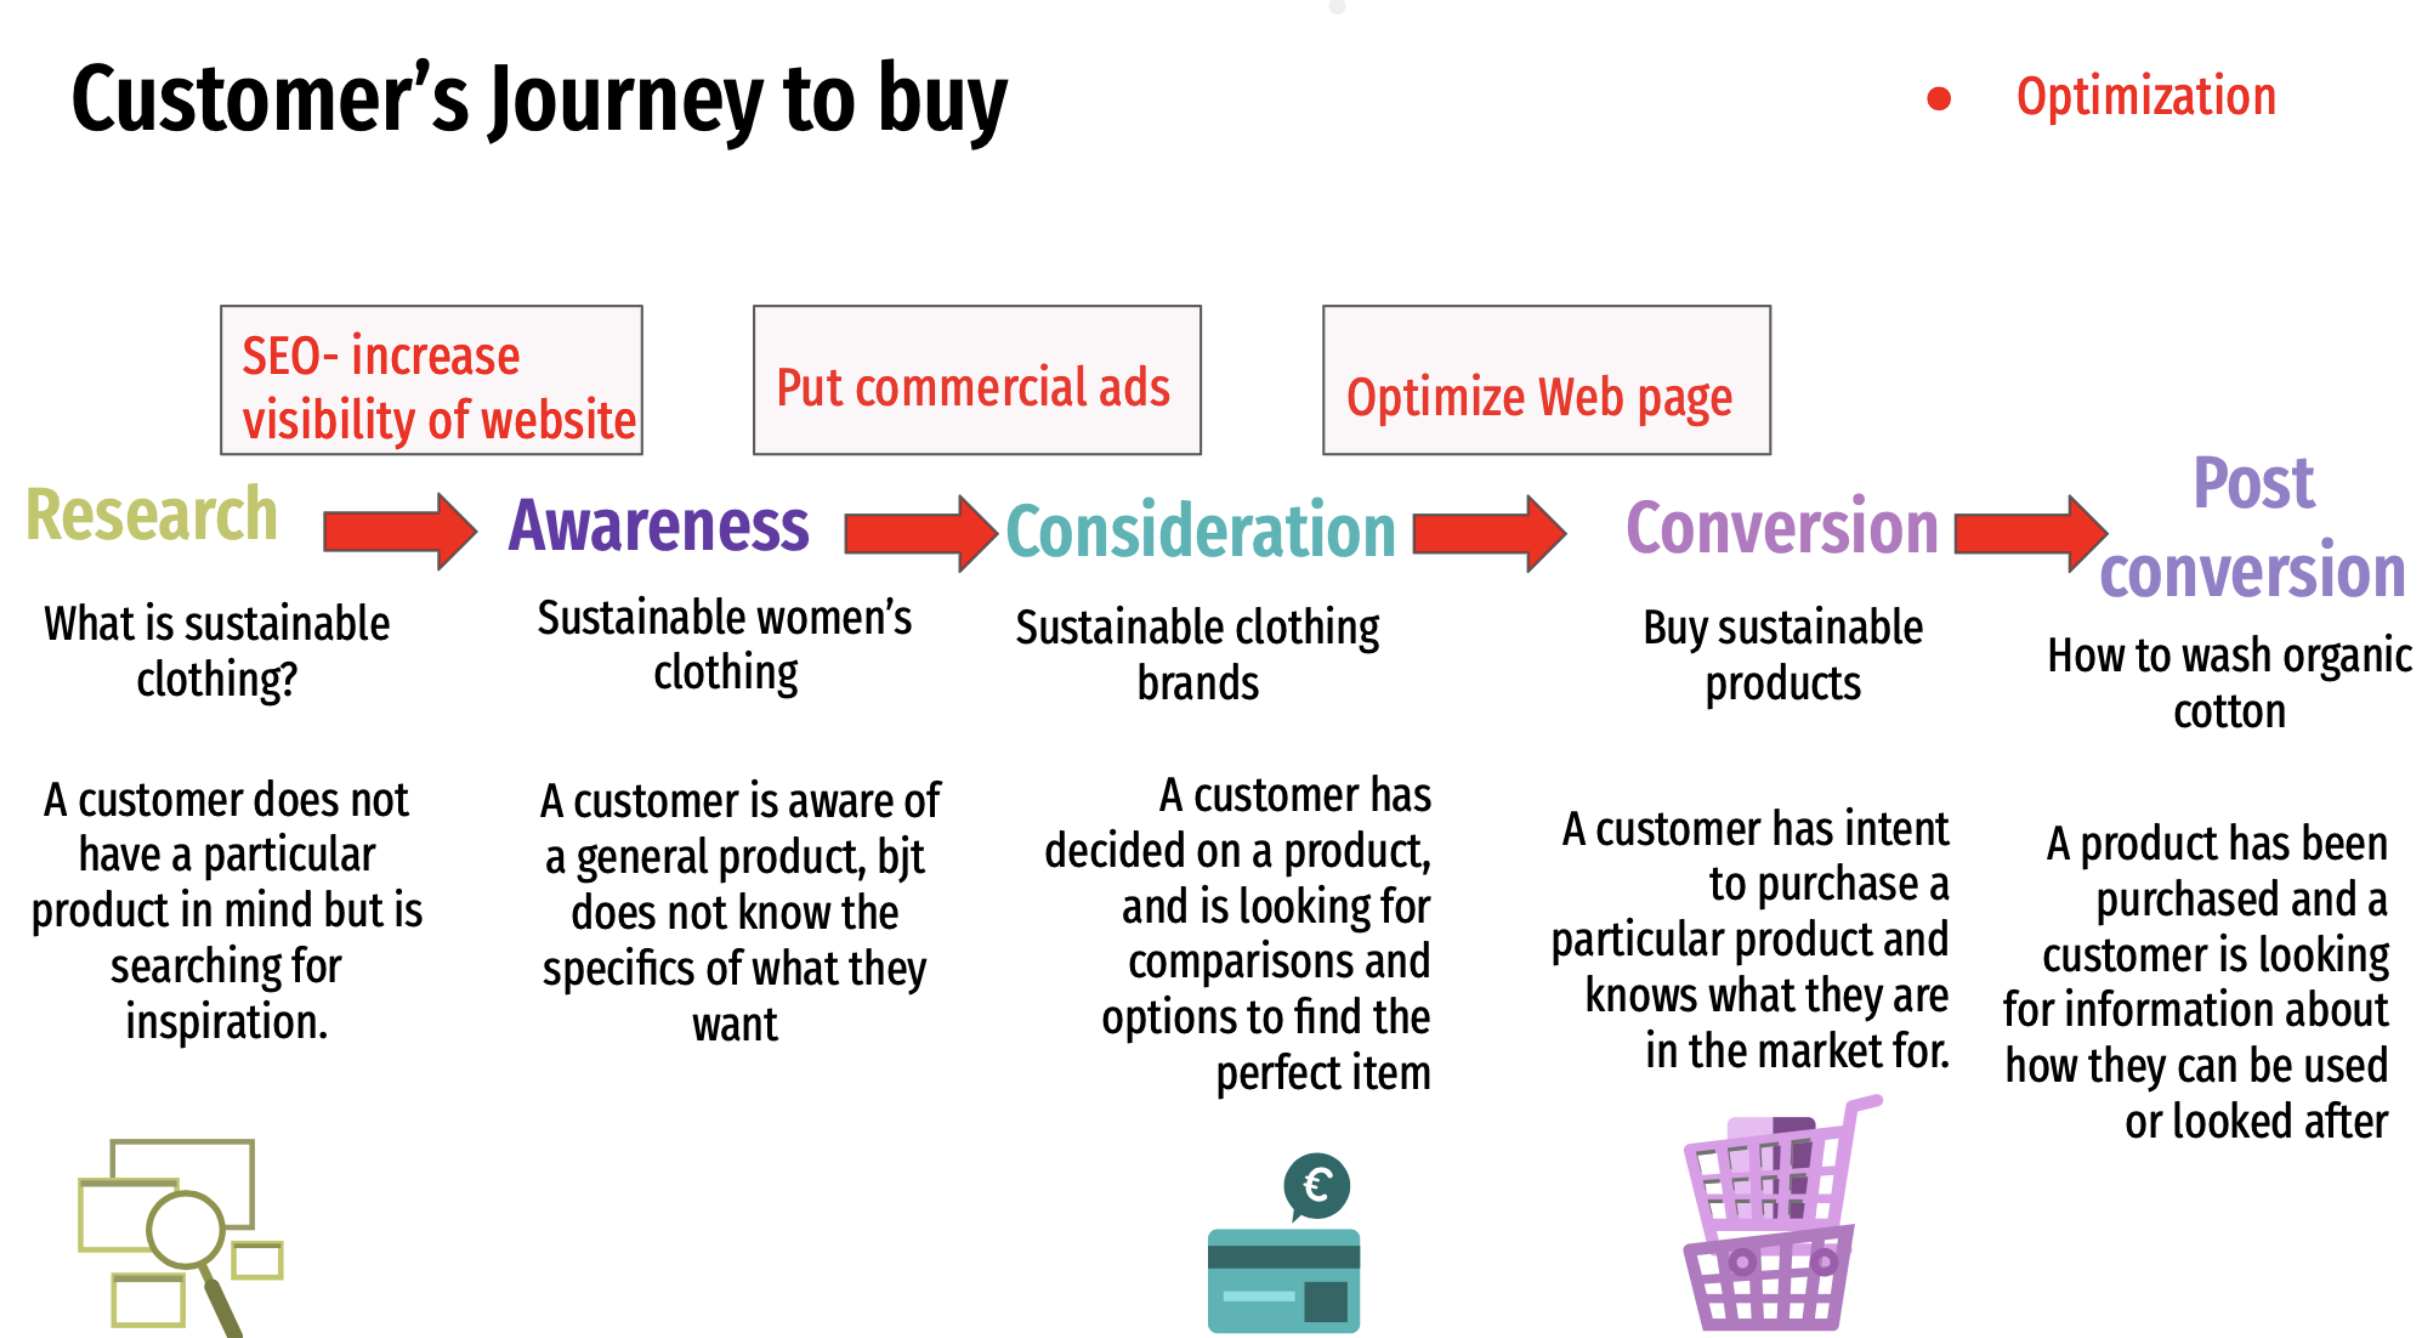 Customer's Journey to buy
Optimization
SEO- increase
visibility of website
Put commercial ads
Optimize Web page
Research
What is sustainable
clothing?
A customer does not
have a particular
product in mind but is
searching for
inspiration.
Awareness
Sustainable women's
clothing
A customer is aware of
a general product, bjt
does not know the
specifics of what they
want
Consideration
Sustainable clothing
brands
A customer has
decided on a product,
and is looking for
comparisons and
options to find the
perfect item
€
Conversion
Buy sustainable
products
A customer has intent
to purchase a
particular product and
knows what they are
in the market for.
Post
conversion
How to wash organic
cotton
A product has been
purchased and a
customer is looking
for information about
how they can be used
or looked after